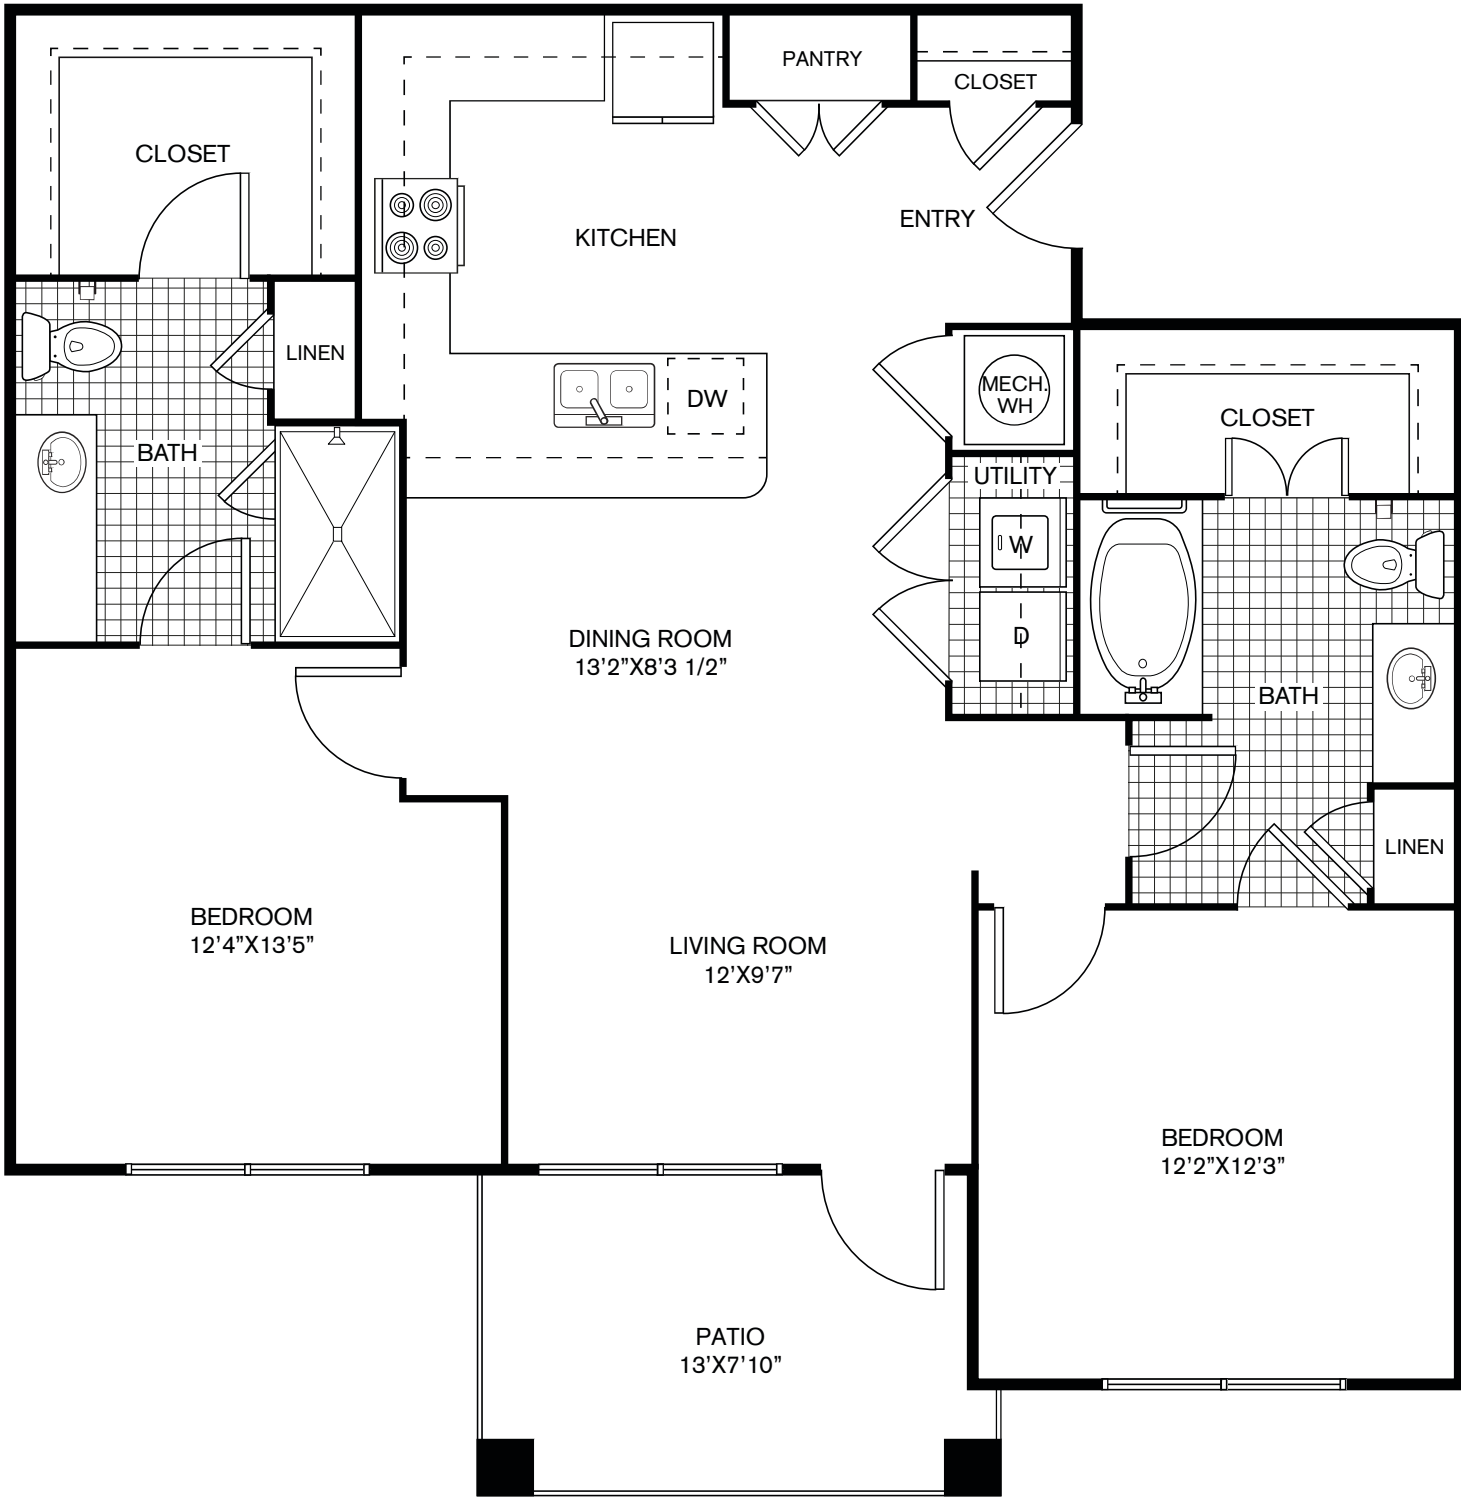 PANTRY
CLOSET
CLOSET
ENTRY
KITCHEN
LINEN
MECH.
WH
DW
CLOSET
BATH
UTILITY
W
D
DINING ROOM
13’2”X8’3 1/2”
BATH
LINEN
BEDROOM
12’4”X13’5”
LIVING ROOM
12’X9’7”
BEDROOM
12’2”X12’3”
PATIO
13’X7’10”